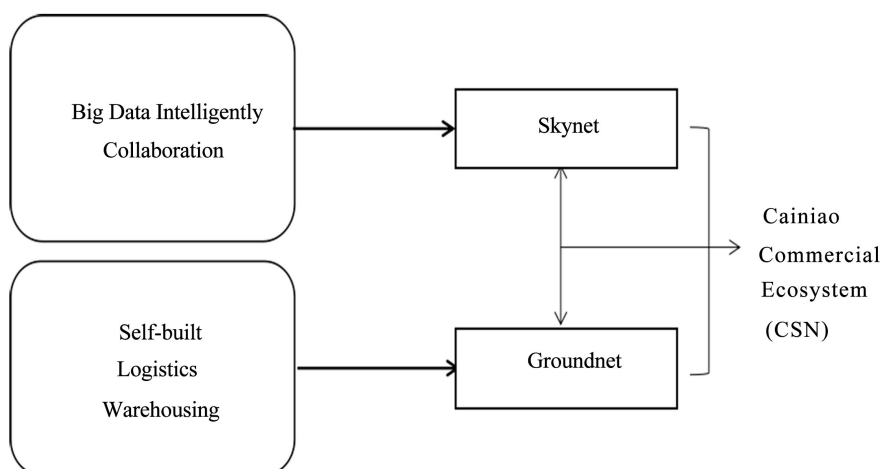 Big Data Intelligently
Collaboration
Skynet
Cainiao
Commercial
Ecosystem
(CSN)
Self-built
Logistics
Warehousing
Groundnet